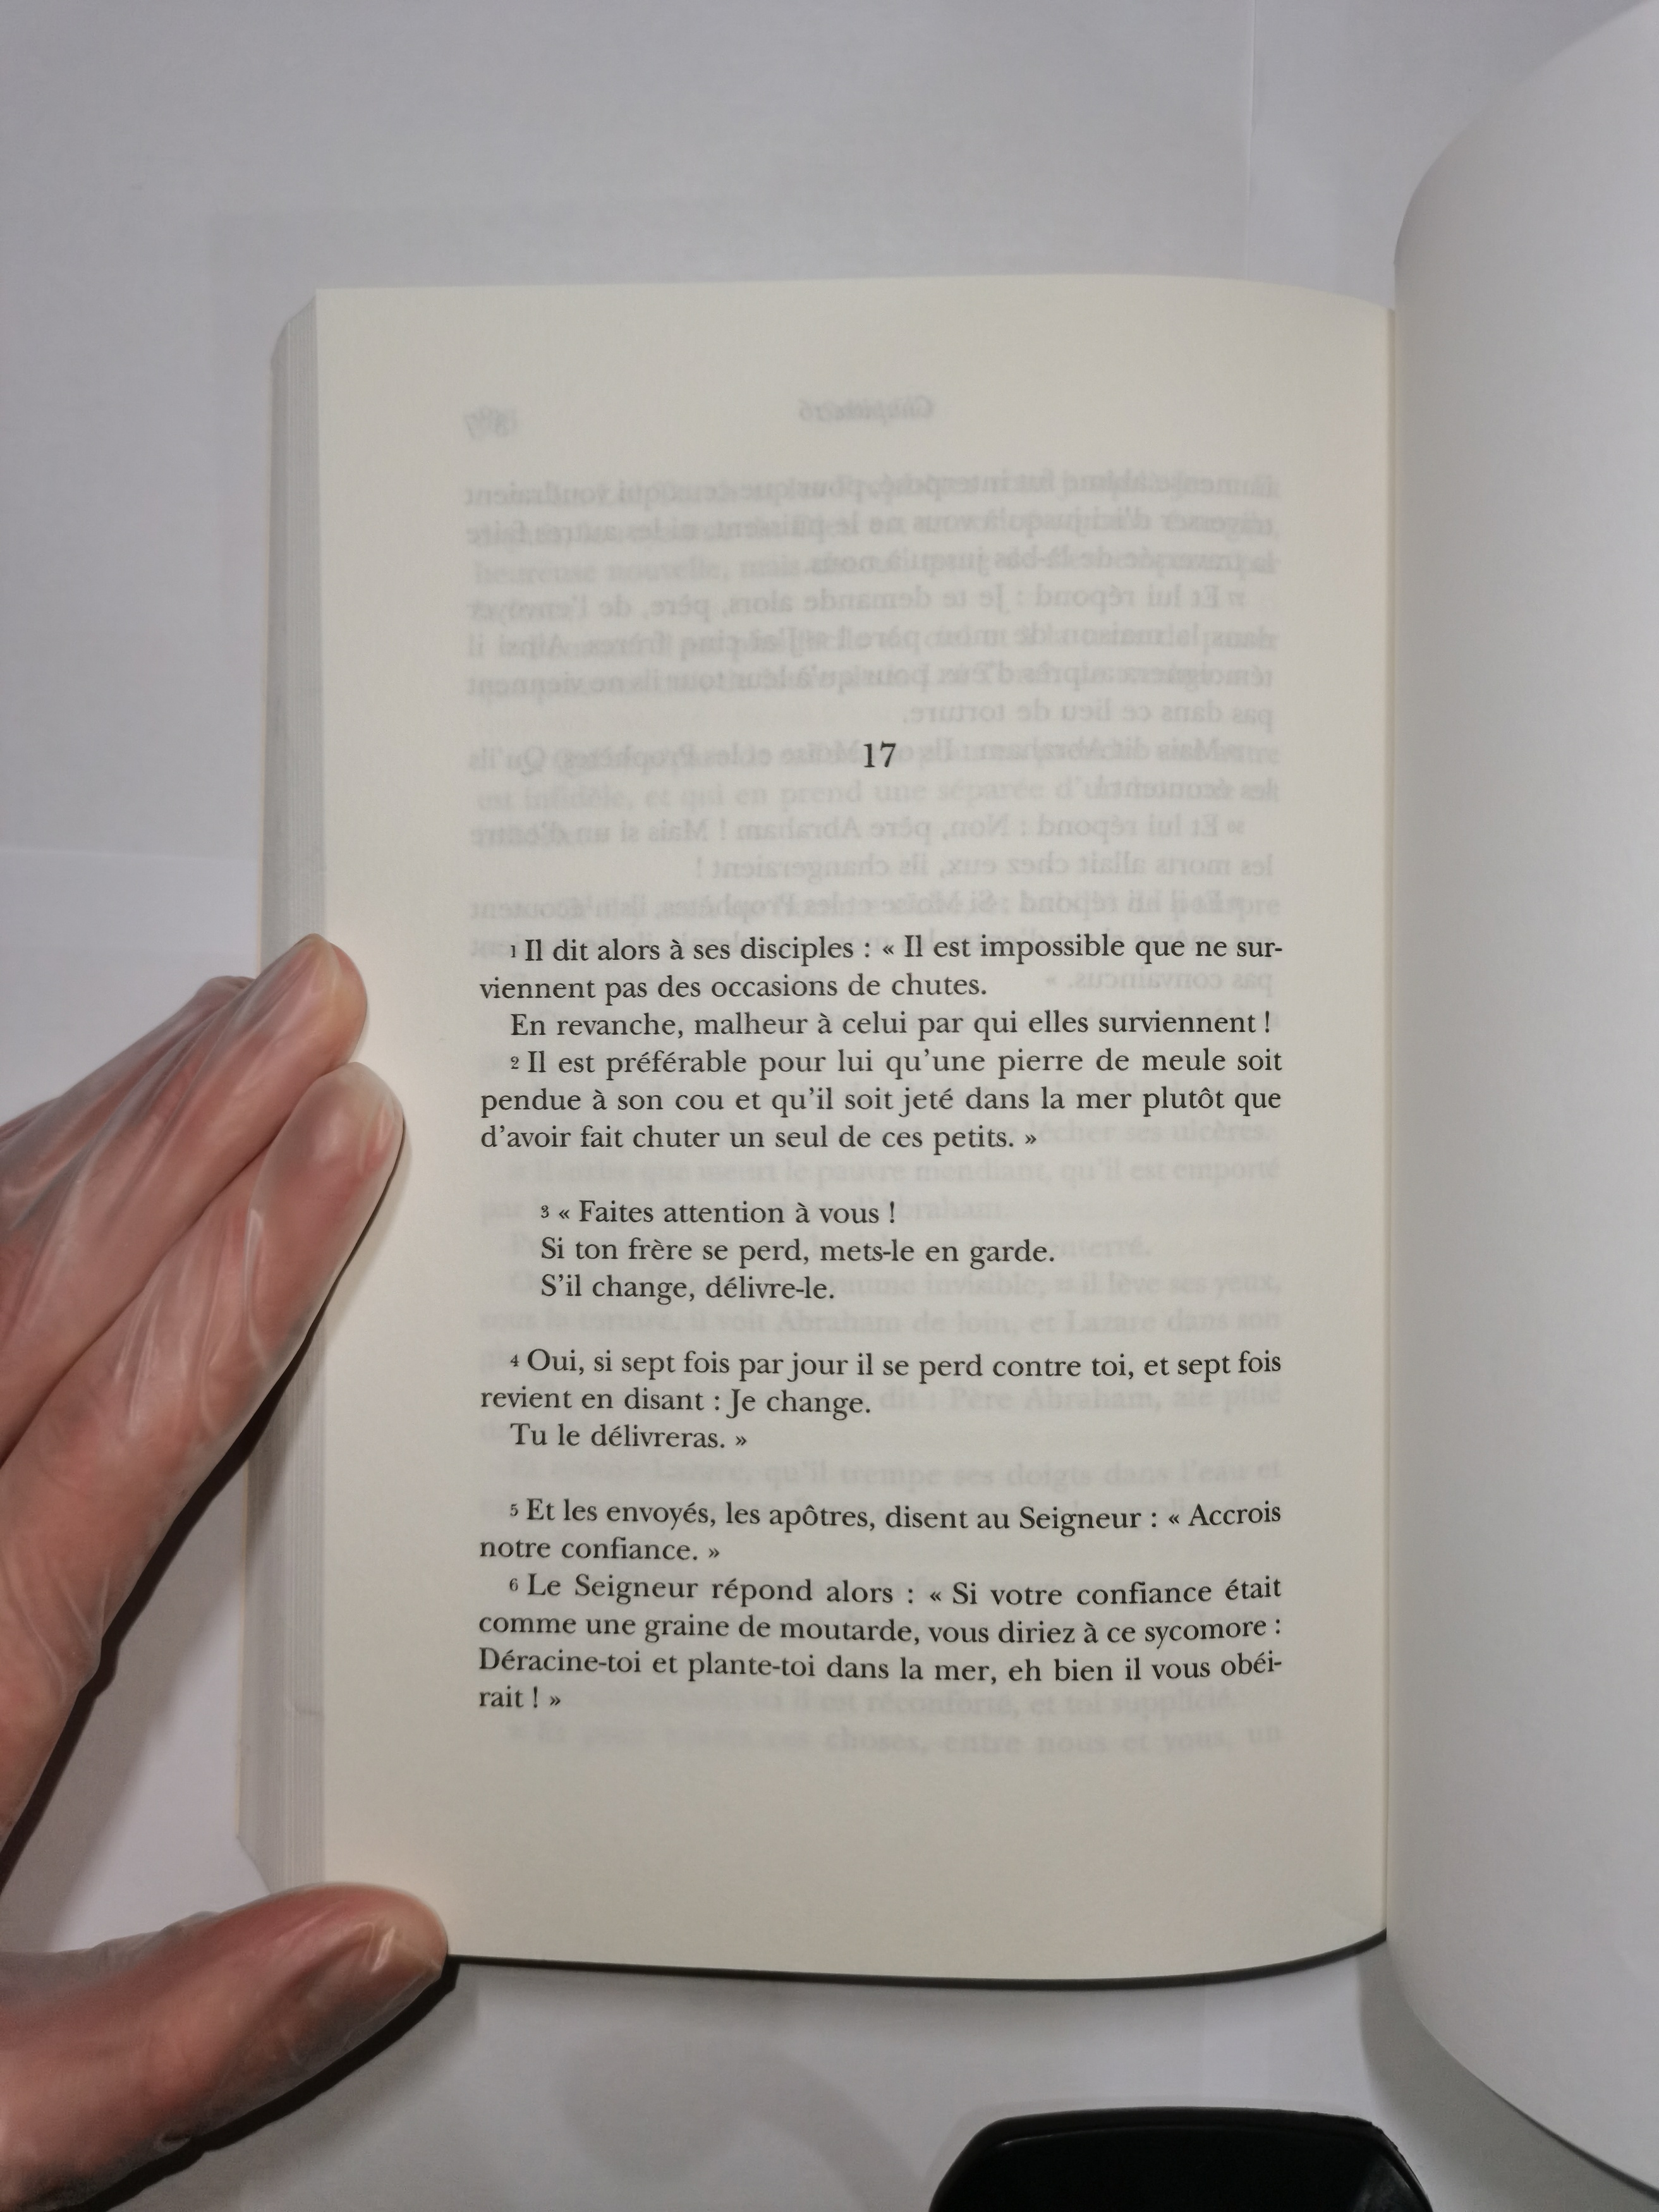 17
1 Il dit alors à ses disciples : « Il est impossible que ne sur-
viennent pas des occasions de chutes.
En revanche, malheur à celui par qui elles surviennent !
2 Il est préférable pour lui qu'une pierre de meule soit
pendue à son cou et qu'il soit jeté dans la mer plutôt que
d'avoir fait chuter un seul de ces petits. »
3 « Faites attention à vous !
Si ton frère se perd, mets-le en garde.
S'il change, délivre-le.
4 Oui, si sept fois par jour il se perd contre toi, et sept fois
revient en disant : Je change.
Tu le délivreras. »
5 Et les envoyés, les apôtres, disent au Seigneur : « Accrois
notre confiance. »
6 Le Seigneur répond alors : « Si votre confiance était
comme une graine de moutarde, vous diriez à ce sycomore :
Déracine-toi et plante-toi dans la mer, eh bien il vous obéi-
rait ! »